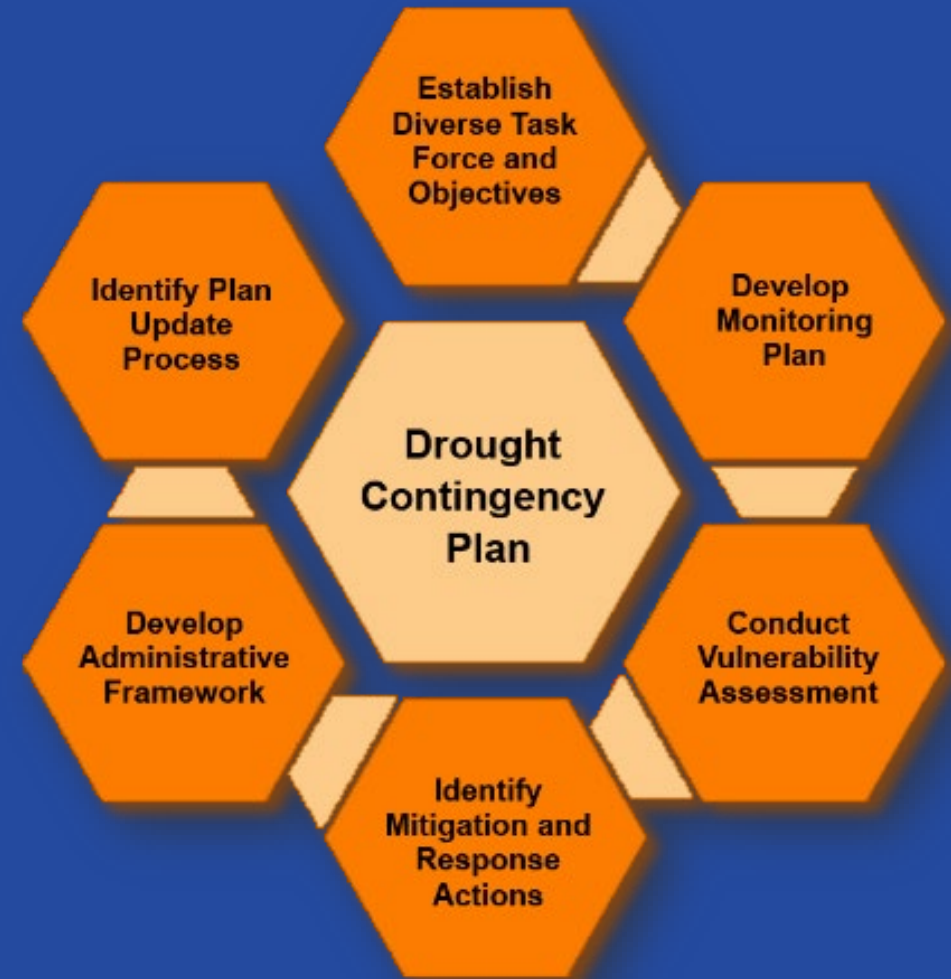 Establish
Diverse Task
Force and
Objectives
Develop
Monitoring
Plan
Conduct
Vulnerability
Assessment
Identify
Mitigation and
Response
Actions
Develop
Administrative
Framework
Identify Plan
Update
Process
Drought
Contingency
Plan